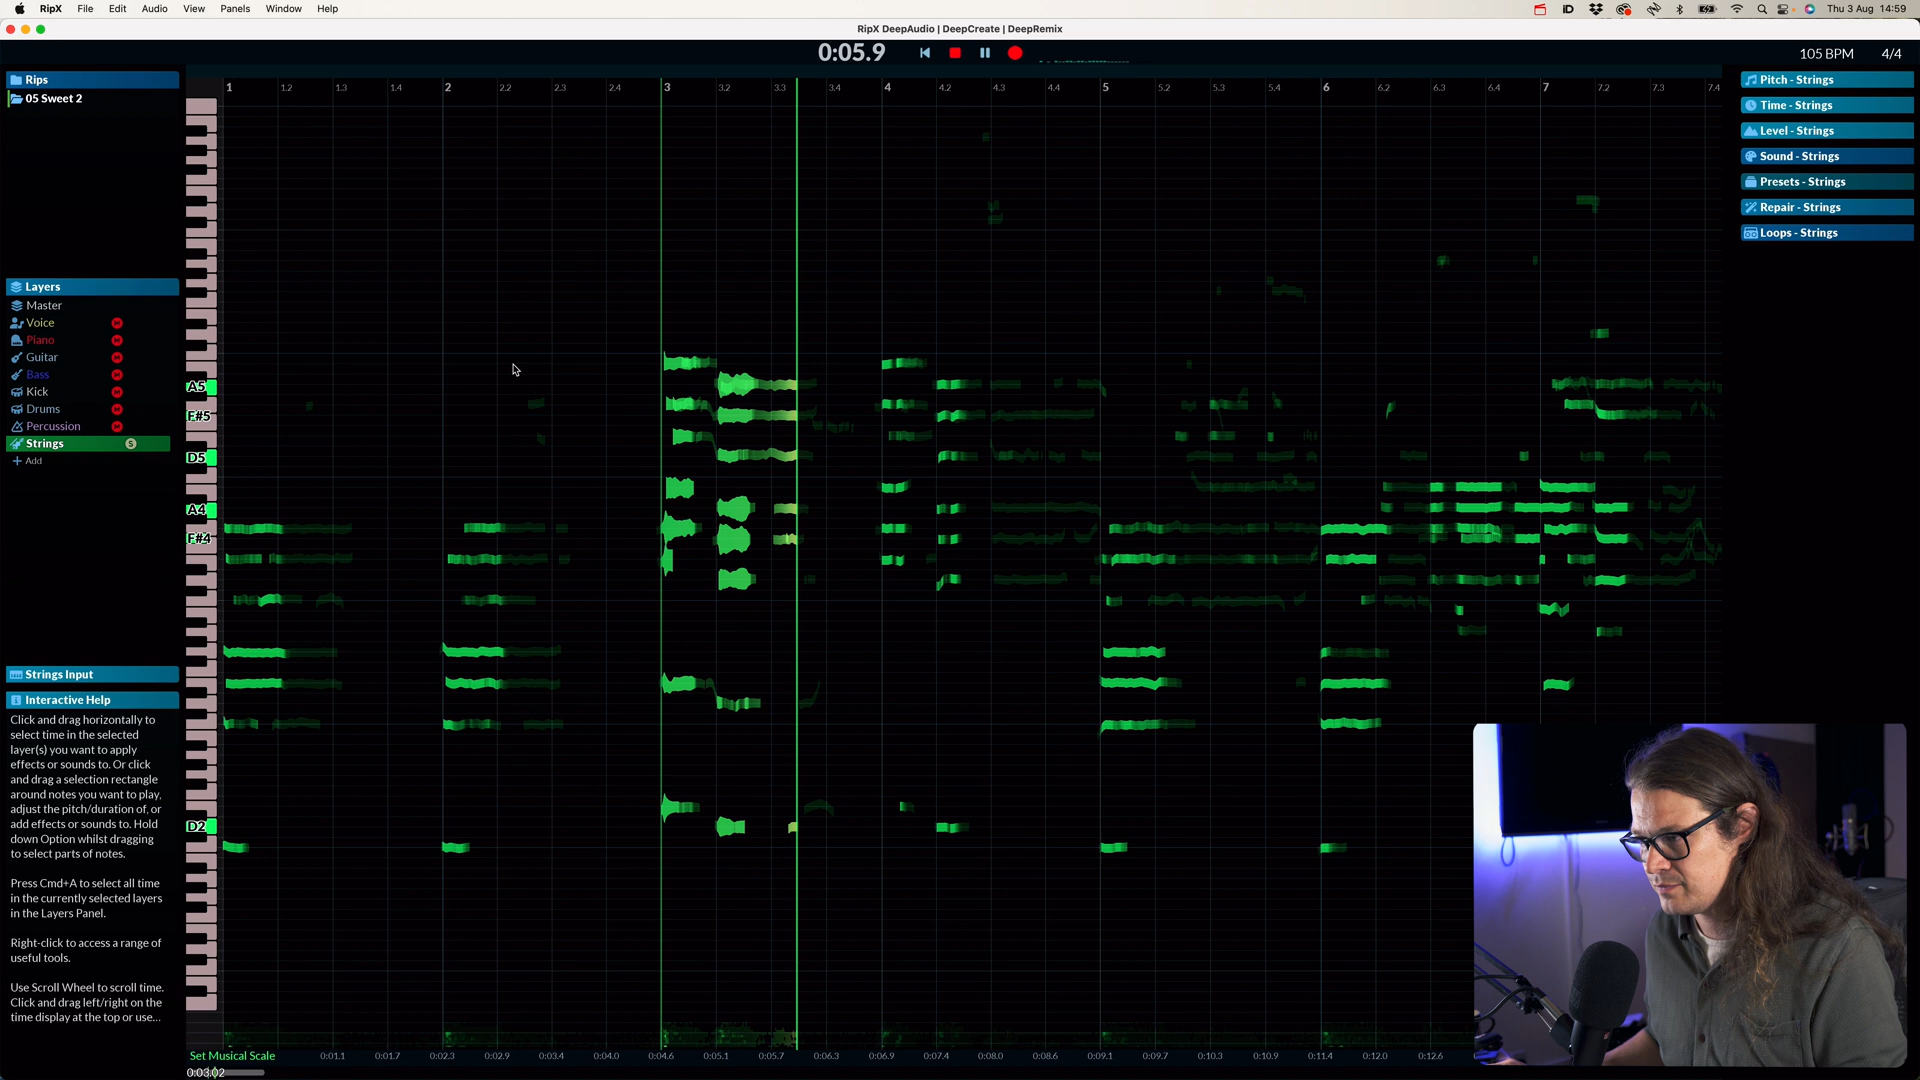 RipX File Edit Audio View Panels Window Help
Thu 3 Aug 14:59
RipX DeepAudio | DeepCreate | DeepRemix
0:05.9
105 BPM 4/4
Rips
05 Sweet 2
Layers
Master
Voice
Piano
Guitar
Bass
Kick
Drums
Percussion
Strings S
+ Add
Strings Input
Interactive Help
Click and drag horizontally to
select time in the selected
layer(s) you want to apply
effects or sounds to. Or click
and drag a selection rectangle
around notes you want to play,
adjust the pitch/duration of, or
add effects or sounds to. Hold
down Option whilst dragging
to select parts of notes.
Press Cmd+A to select all time
in the currently selected layers
in the Layers Panel.
Right-click to access a range of
useful tools.
Use Scroll Wheel to scroll time.
Click and drag left/right on the
time display at the top or use...
1 1.2 1.3 1.4 2 2.2 2.3 2.4 3 3.2 3.3 3.4 4 4.2 4.3 4.4 5 5.2 5.3 5.4 6 6.2 6.3 6.4 7 7.2 7.3 7.4
A5
F#5
D5
A4
F#4
D2
Set Musical Scale
0:01.1 0:01.7 0:02.3 0:02.9 0:03.4 0:04.0 0:04.6 0:05.1 0:05.7 0:06.3 0:06.9 0:07.4 0:08.0 0:08.6 0:09.1 0:09.7 0:10.3 0:10.9 0:11.4 0:12.0 0:12.6
Pitch - Strings
Time - Strings
Level - Strings
Sound - Strings
Presets - Strings
Repair - Strings
Loops - Strings